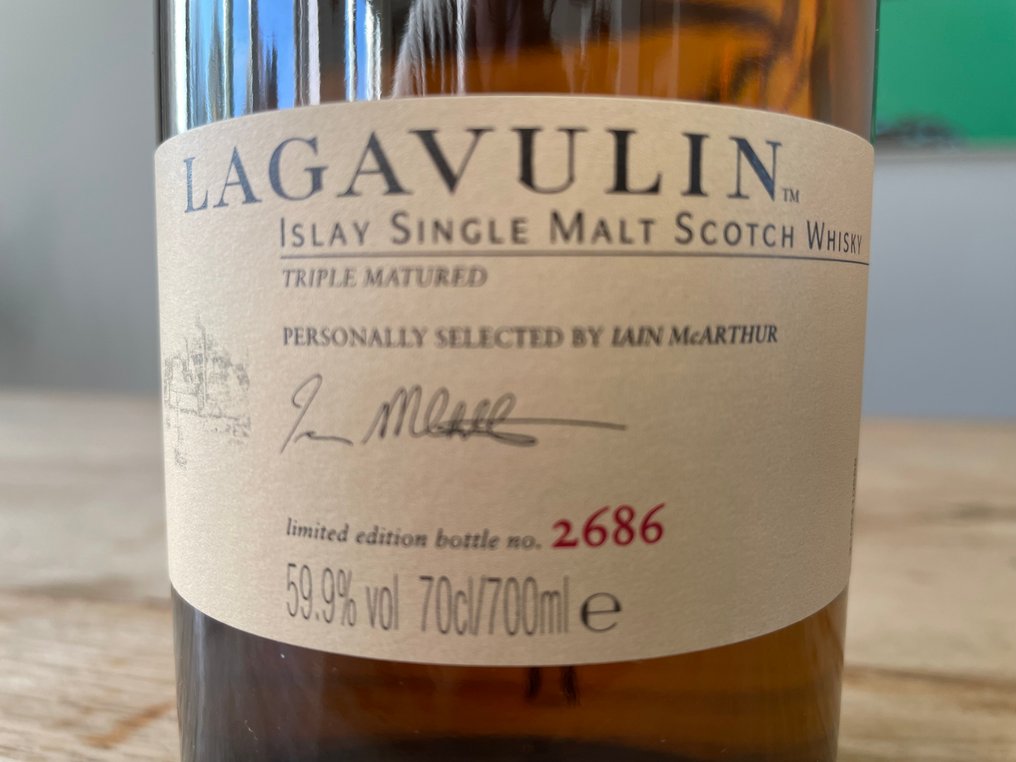 LAGAVULIN™
ISLAY SINGLE MALT SCOTCH WHISKY
TRIPLE MATURED
PERSONALLY SELECTED BY IAIN McARTHUR
limited edition bottle no. 2686
59.9% vol 70cl/700ml ℮